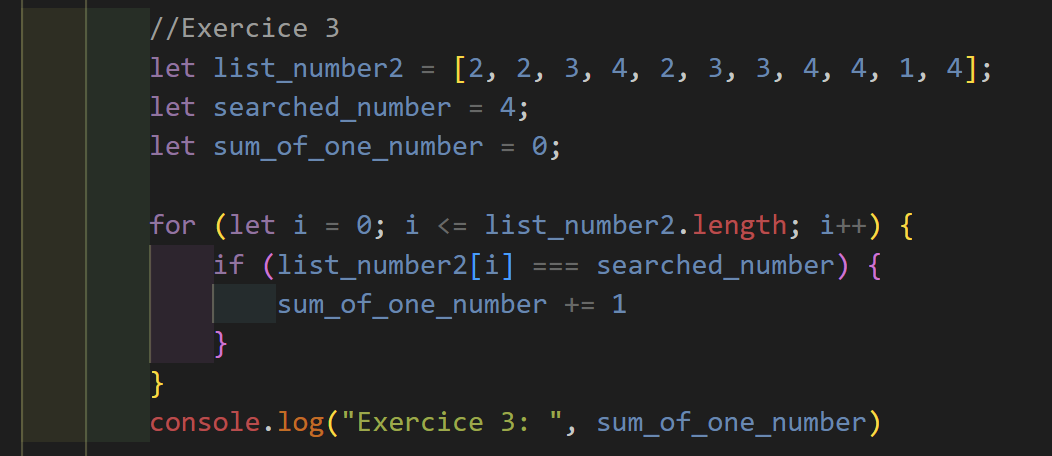 //Exercice 3
let list_number2 = [2, 2, 3, 4, 2, 3, 3, 4, 4, 1, 4];
let searched_number = 4;
let sum_of_one_number = 0;
for (let i = 0; i <= list_number2.length; i++) {
if (list_number2[i] === searched_number) {
sum_of_one_number += 1
}
}
console.log("Exercice 3: ", sum_of_one_number)